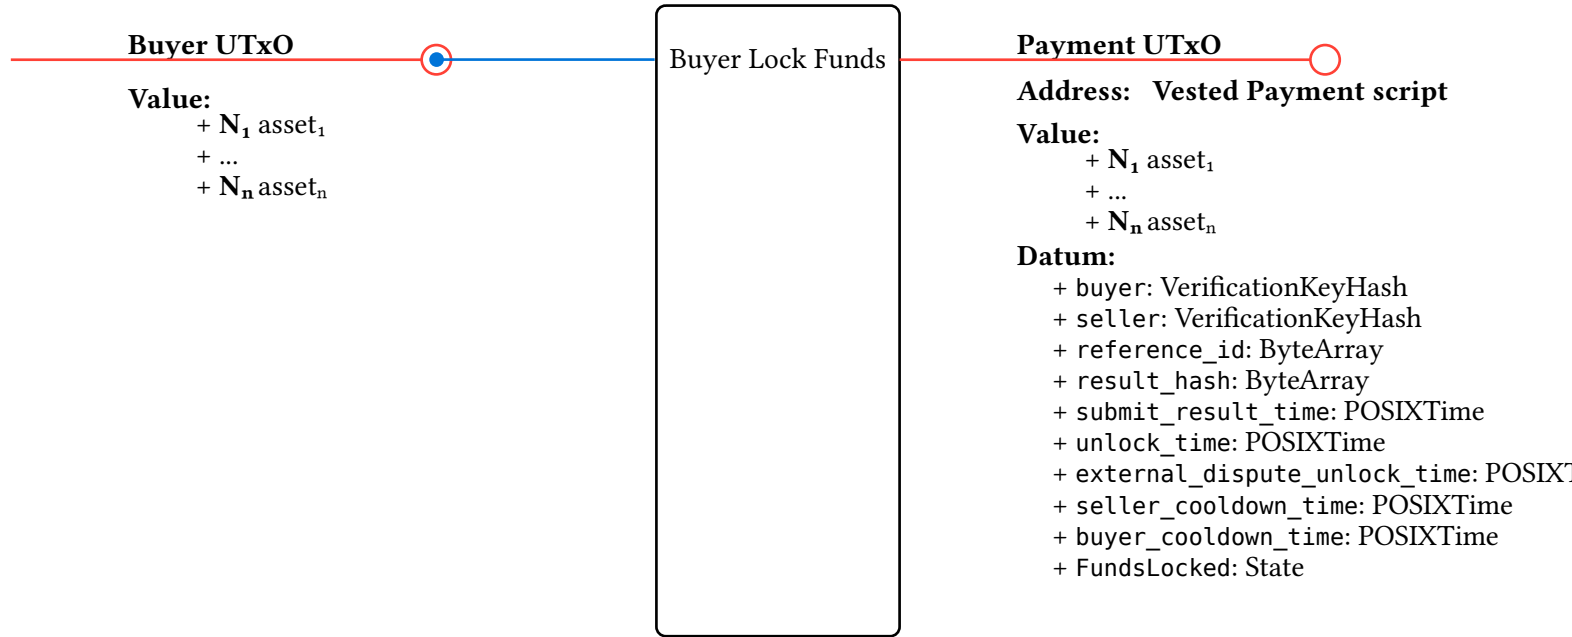 Buyer UTxO
Value:
+ N₁ asset₁
+ ...
+ Nₙ assetₙ
Buyer Lock Funds
Payment UTxO
Address: Vested Payment script
Value:
+ N₁ asset₁
+ ...
+ Nₙ assetₙ
Datum:
+ buyer: VerificationKeyHash
+ seller: VerificationKeyHash
+ reference_id: ByteArray
+ result_hash: ByteArray
+ submit_result_time: POSIXTime
+ unlock_time: POSIXTime
+ external_dispute_unlock_time: POSIXT
+ seller_cooldown_time: POSIXTime
+ buyer_cooldown_time: POSIXTime
+ FundsLocked: State